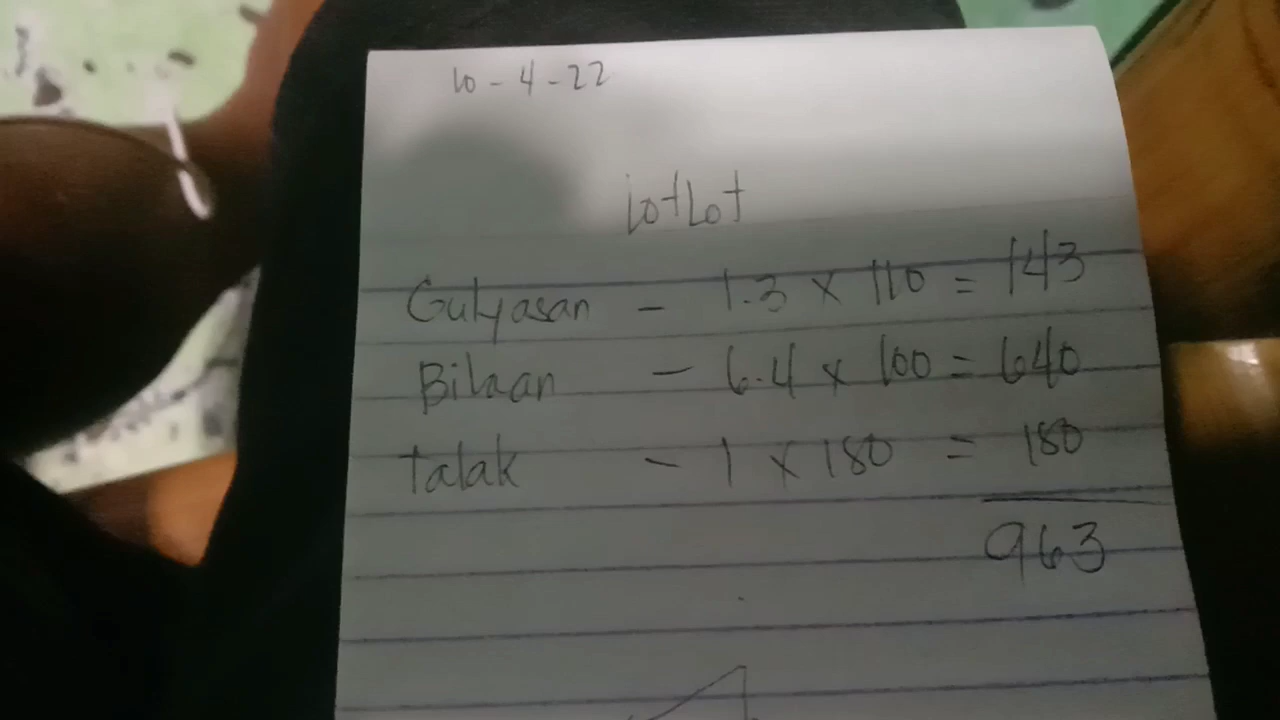 10-4-22
lotLot
Gulyasan - 1.3 x 110 = 143
Bilaan - 6.4 x 100 = 640
talak - 1 x 180 = 180
963